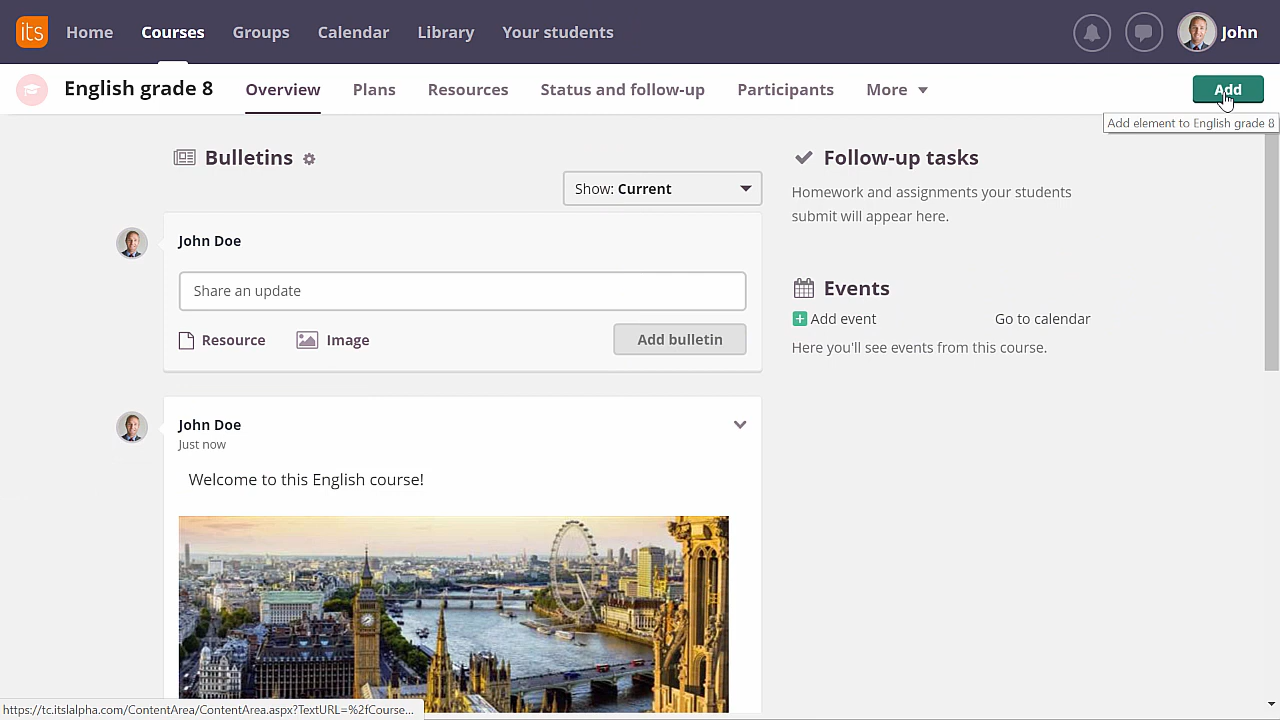 its
Home
Courses
Groups
Calendar
Library
Your students
John
English grade 8
Overview
Plans
Resources
Status and follow-up
Participants
More
Add
Add element to English grade 8
Bulletins
Show: Current
John Doe
Share an update
Resource
Image
Add bulletin
John Doe
Just now
Welcome to this English course!
Follow-up tasks
Homework and assignments your students
submit will appear here.
Events
Add event
Go to calendar
Here you'll see events from this course.
https://tc.itslalpha.com/ContentArea/ContentArea.aspx?TextURL=%2fCourse...